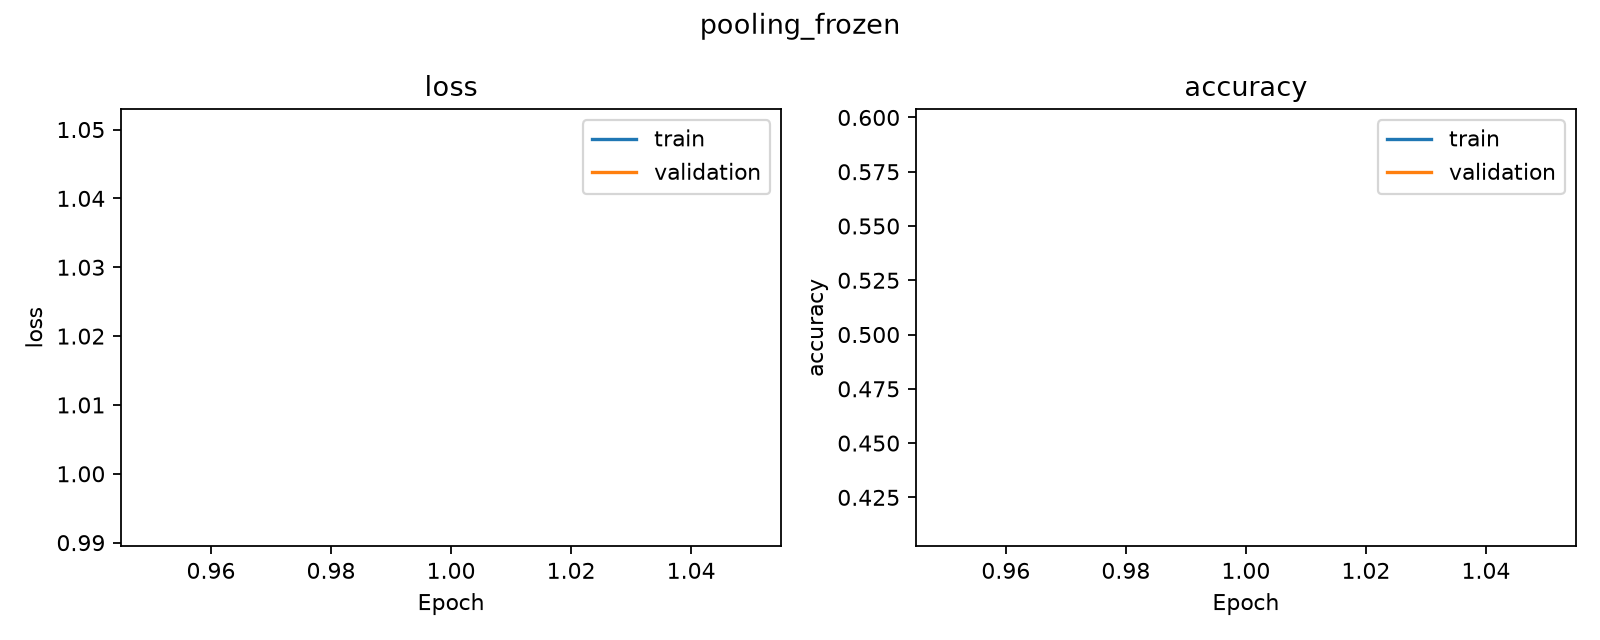 pooling_frozen
loss
1.05
1.04
1.03
1.02
1.01
1.00
0.99
loss
train
validation
0.96 0.98 1.00 1.02 1.04
Epoch
accuracy
0.600
0.575
0.550
0.525
0.500
0.475
0.450
0.425
accuracy
train
validation
0.96 0.98 1.00 1.02 1.04
Epoch